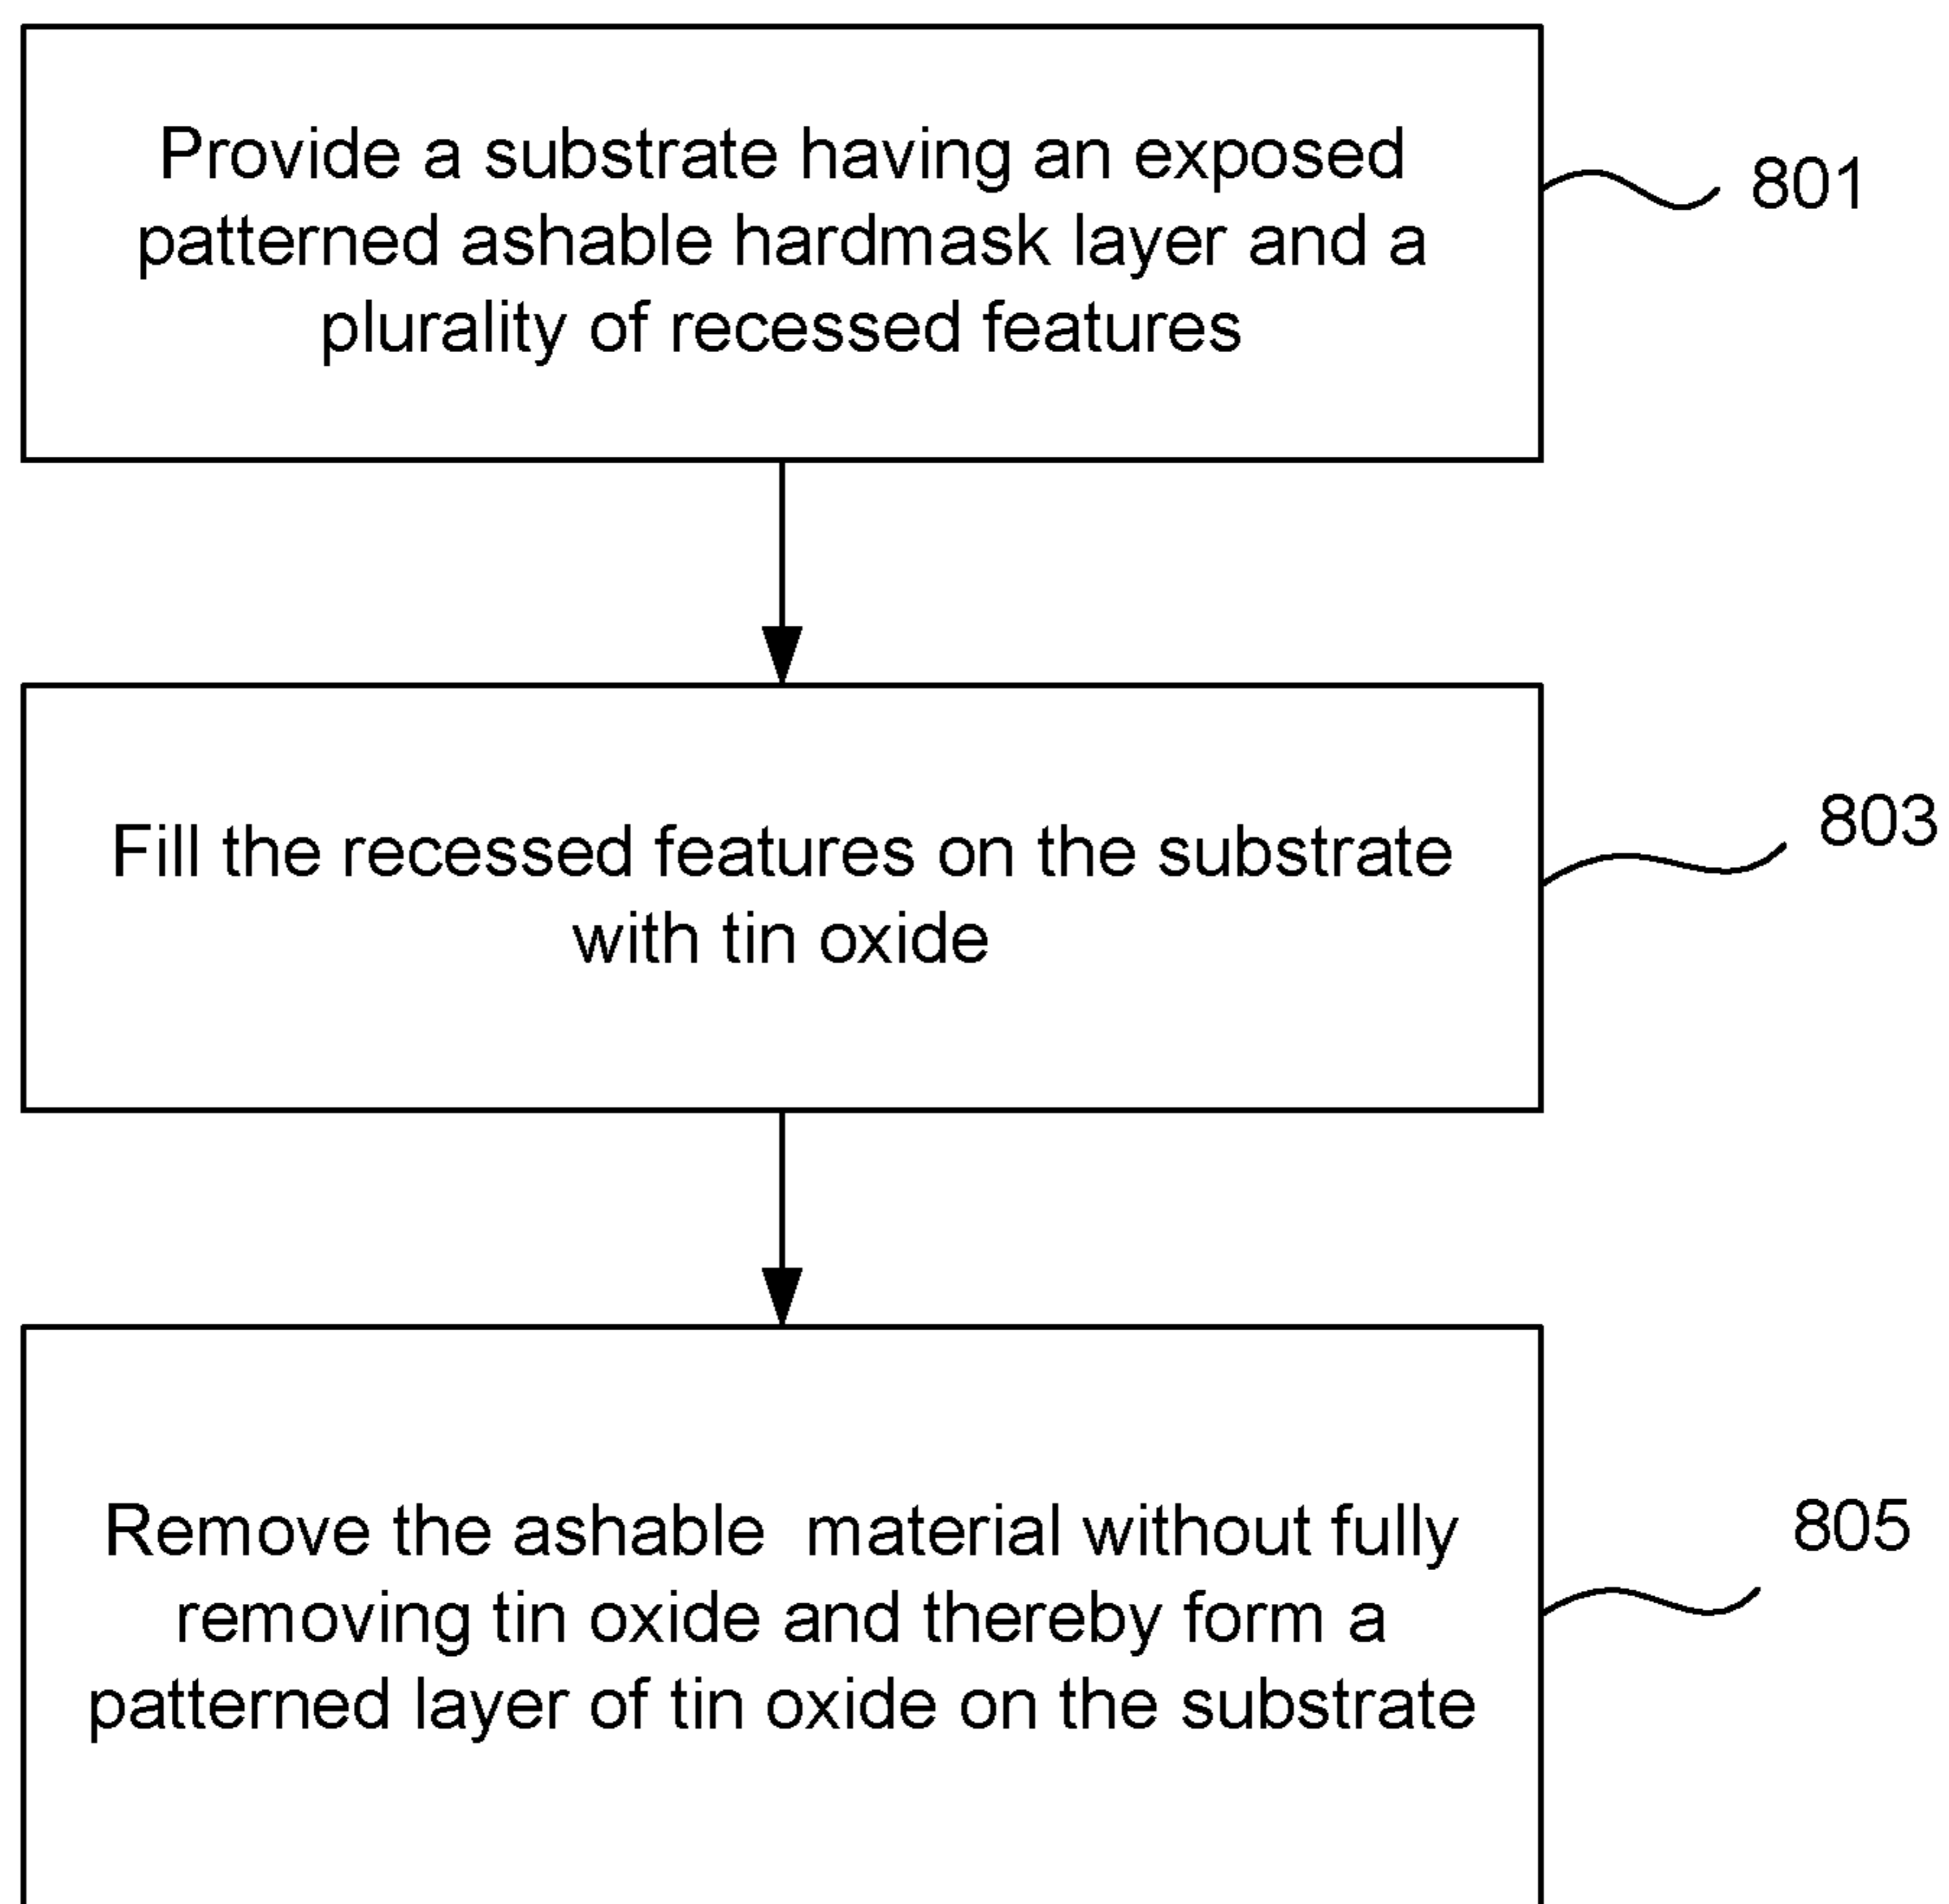 Provide a substrate having an exposed
patterned ashable hardmask layer and a
plurality of recessed features
801
Fill the recessed features on the substrate
with tin oxide
803
Remove the ashable material without fully
removing tin oxide and thereby form a
patterned layer of tin oxide on the substrate
805